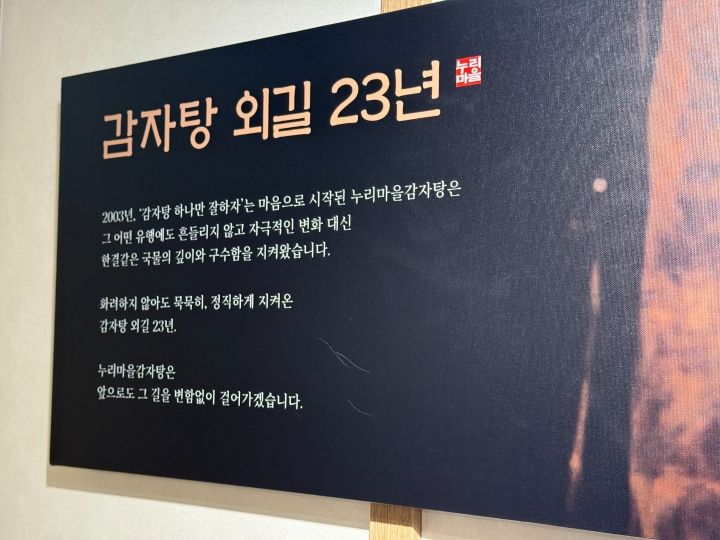 감자탕 외길 23년
누리
마을
2003년, '감자탕 하나만 잘하자'는 마음으로 시작된 누리마을감자탕은
그 어떤 유행에도 흔들리지 않고 자극적인 변화 대신
한결같은 국물의 깊이와 구수함을 지켜왔습니다.
화려하지 않아도 묵묵히, 정직하게 지켜온
감자탕 외길 23년.
누리마을감자탕은
앞으로도 그 길을 변함없이 걸어가겠습니다.